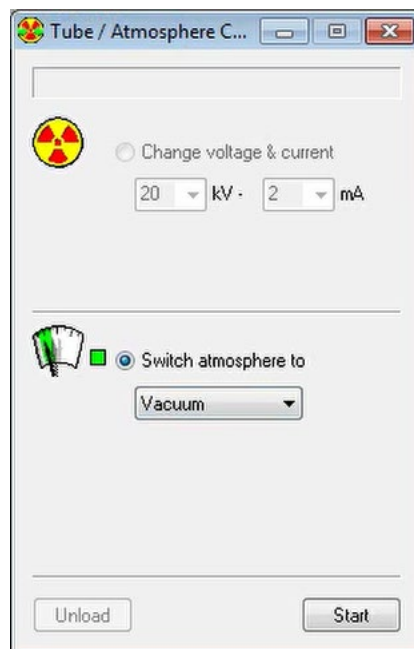 Tube / Atmosphere C...
Change voltage & current
20 kV - 2 mA
Switch atmosphere to
Vacuum
Unload Start